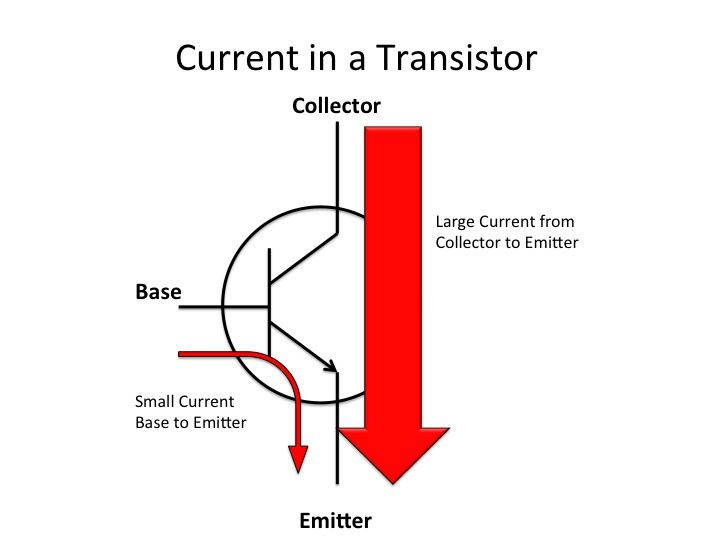 Current in a Transistor
Collector
Large Current from
Collector to Emitter
Base
Small Current
Base to Emitter
Emitter